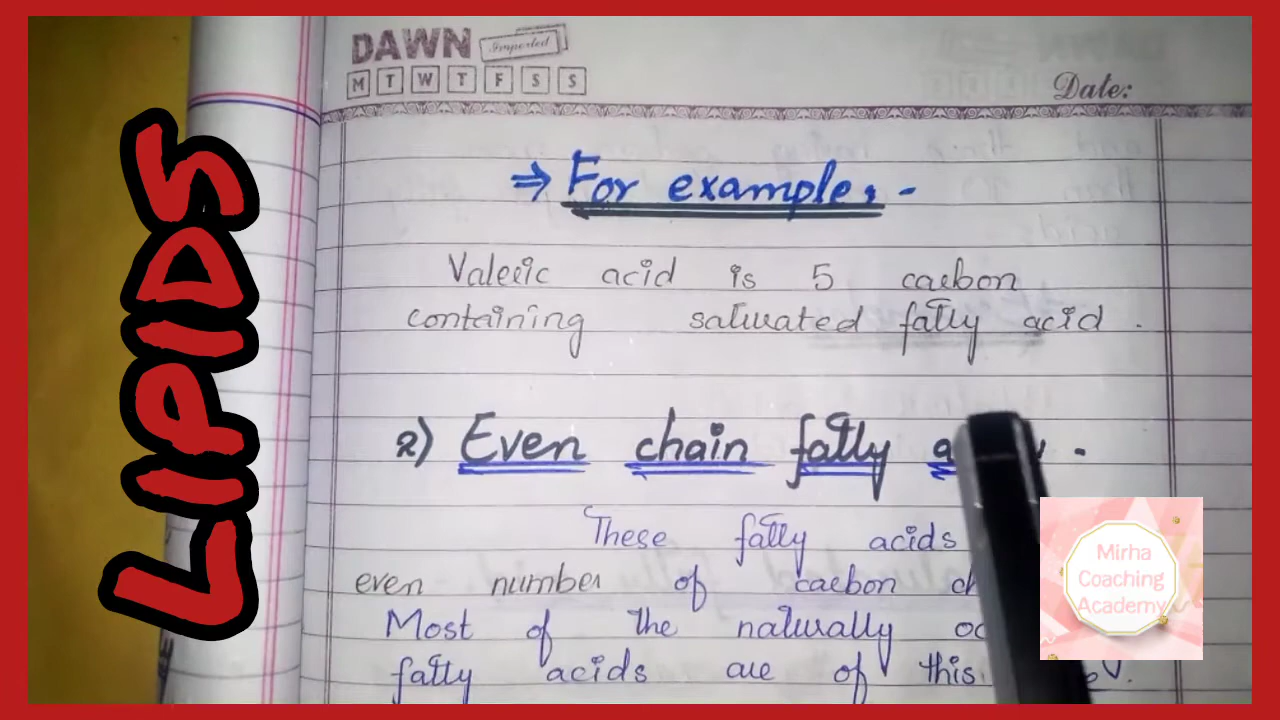 LIPIDS
DAWN Imported
M T W T F S S
Date:
⇒ For example:-
Valeric acid is 5 carbon
containing saturated fatty acid.
2) Even chain fatty
These fatty acids
even number of carbon
Most of the naturally
fatty acids are of this
Mirha
Coaching
Academy